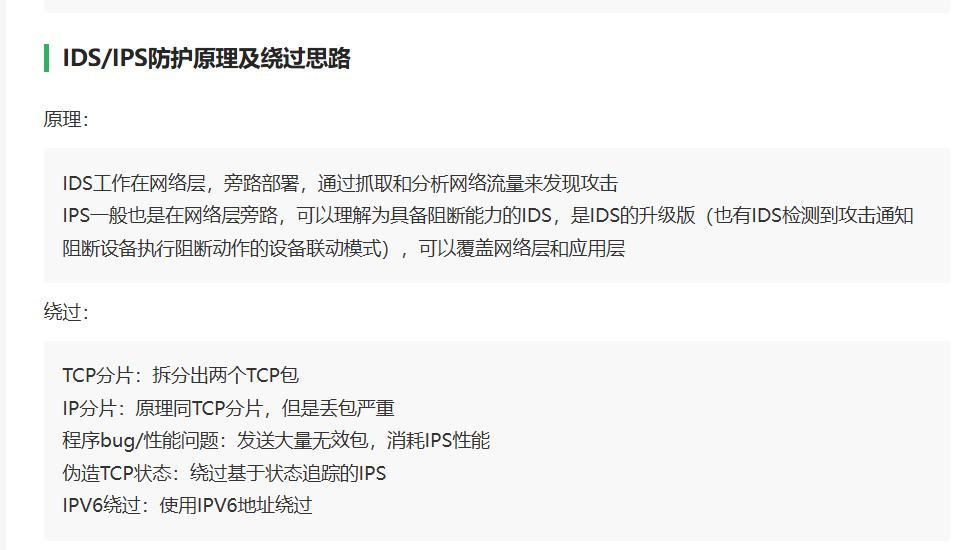 IDS/IPS防护原理及绕过思路
原理：
IDS工作在网络层，旁路部署，通过抓取和分析网络流量来发现攻击
IPS一般也是在网络层旁路，可以理解为具备阻断能力的IDS，是IDS的升级版（也有IDS检测到攻击通知
阻断设备执行阻断动作的设备联动模式），可以覆盖网络层和应用层
绕过：
TCP分片：拆分出两个TCP包
IP分片：原理同TCP分片，但是丢包严重
程序bug/性能问题：发送大量无效包，消耗IPS性能
伪造TCP状态：绕过基于状态追踪的IPS
IPV6绕过：使用IPV6地址绕过